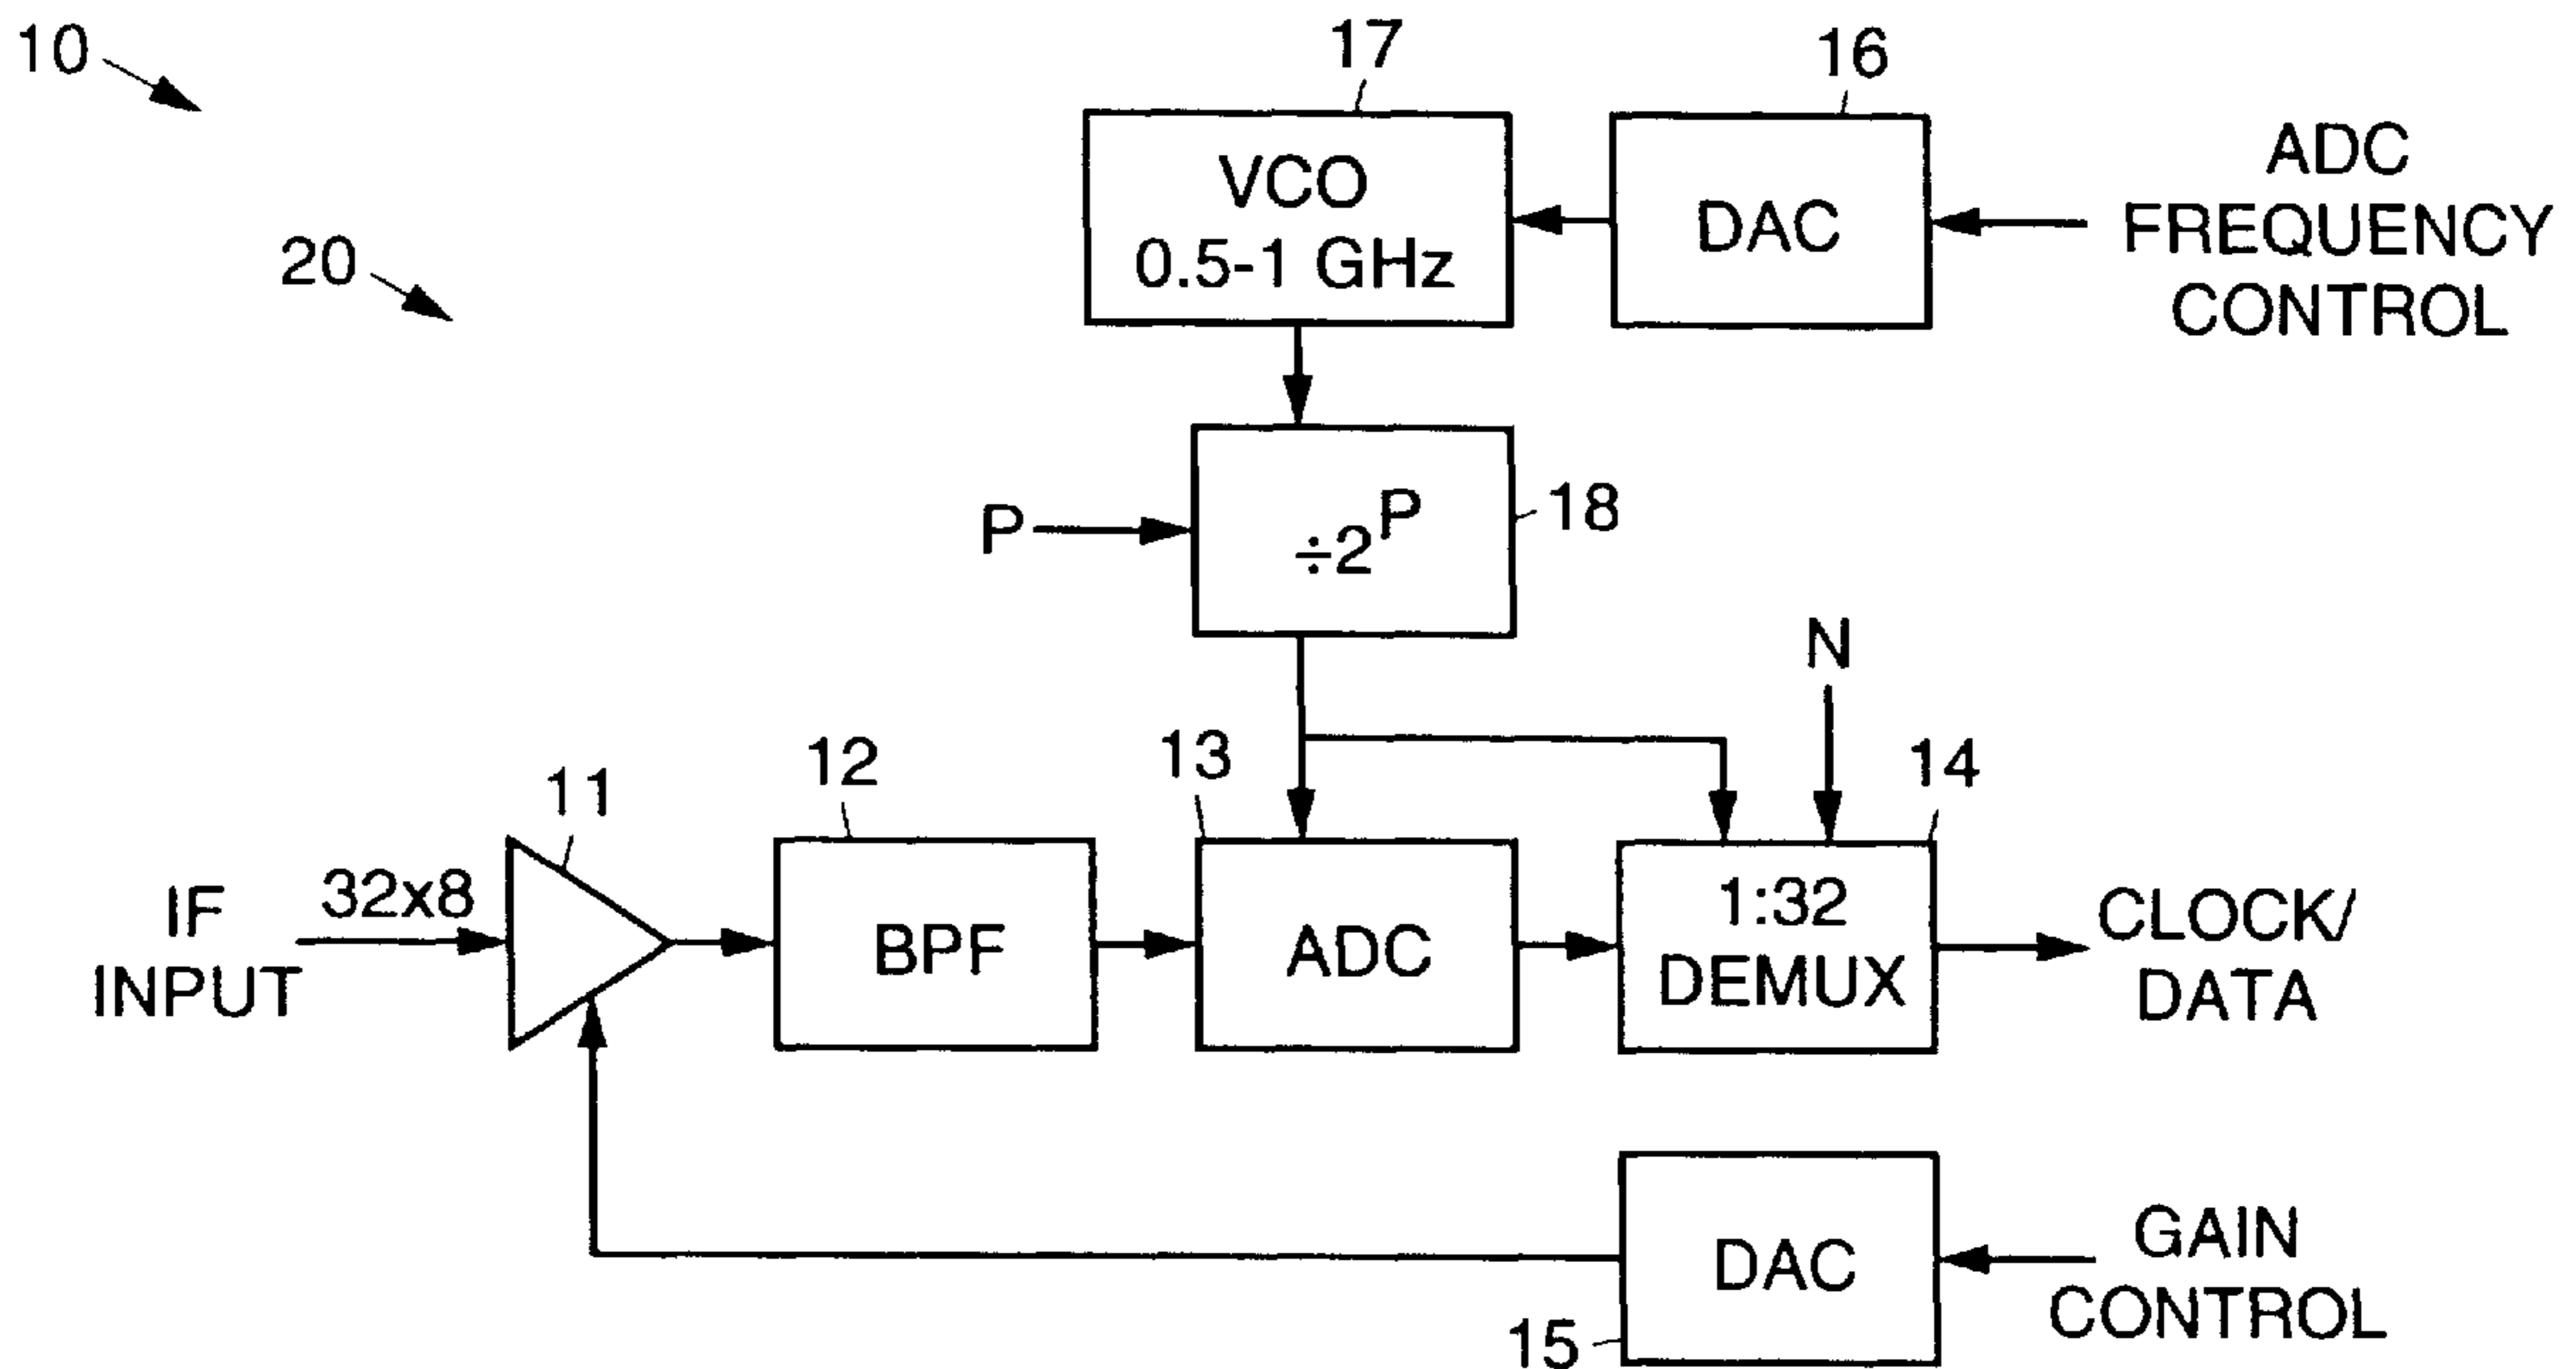 10
20
17
16
VCO
0.5-1 GHz
DAC
ADC
FREQUENCY
CONTROL
P
÷2^P
18
N
11
12
13
14
IF
INPUT
32x8
BPF
ADC
1:32
DEMUX
CLOCK/
DATA
15
DAC
GAIN
CONTROL